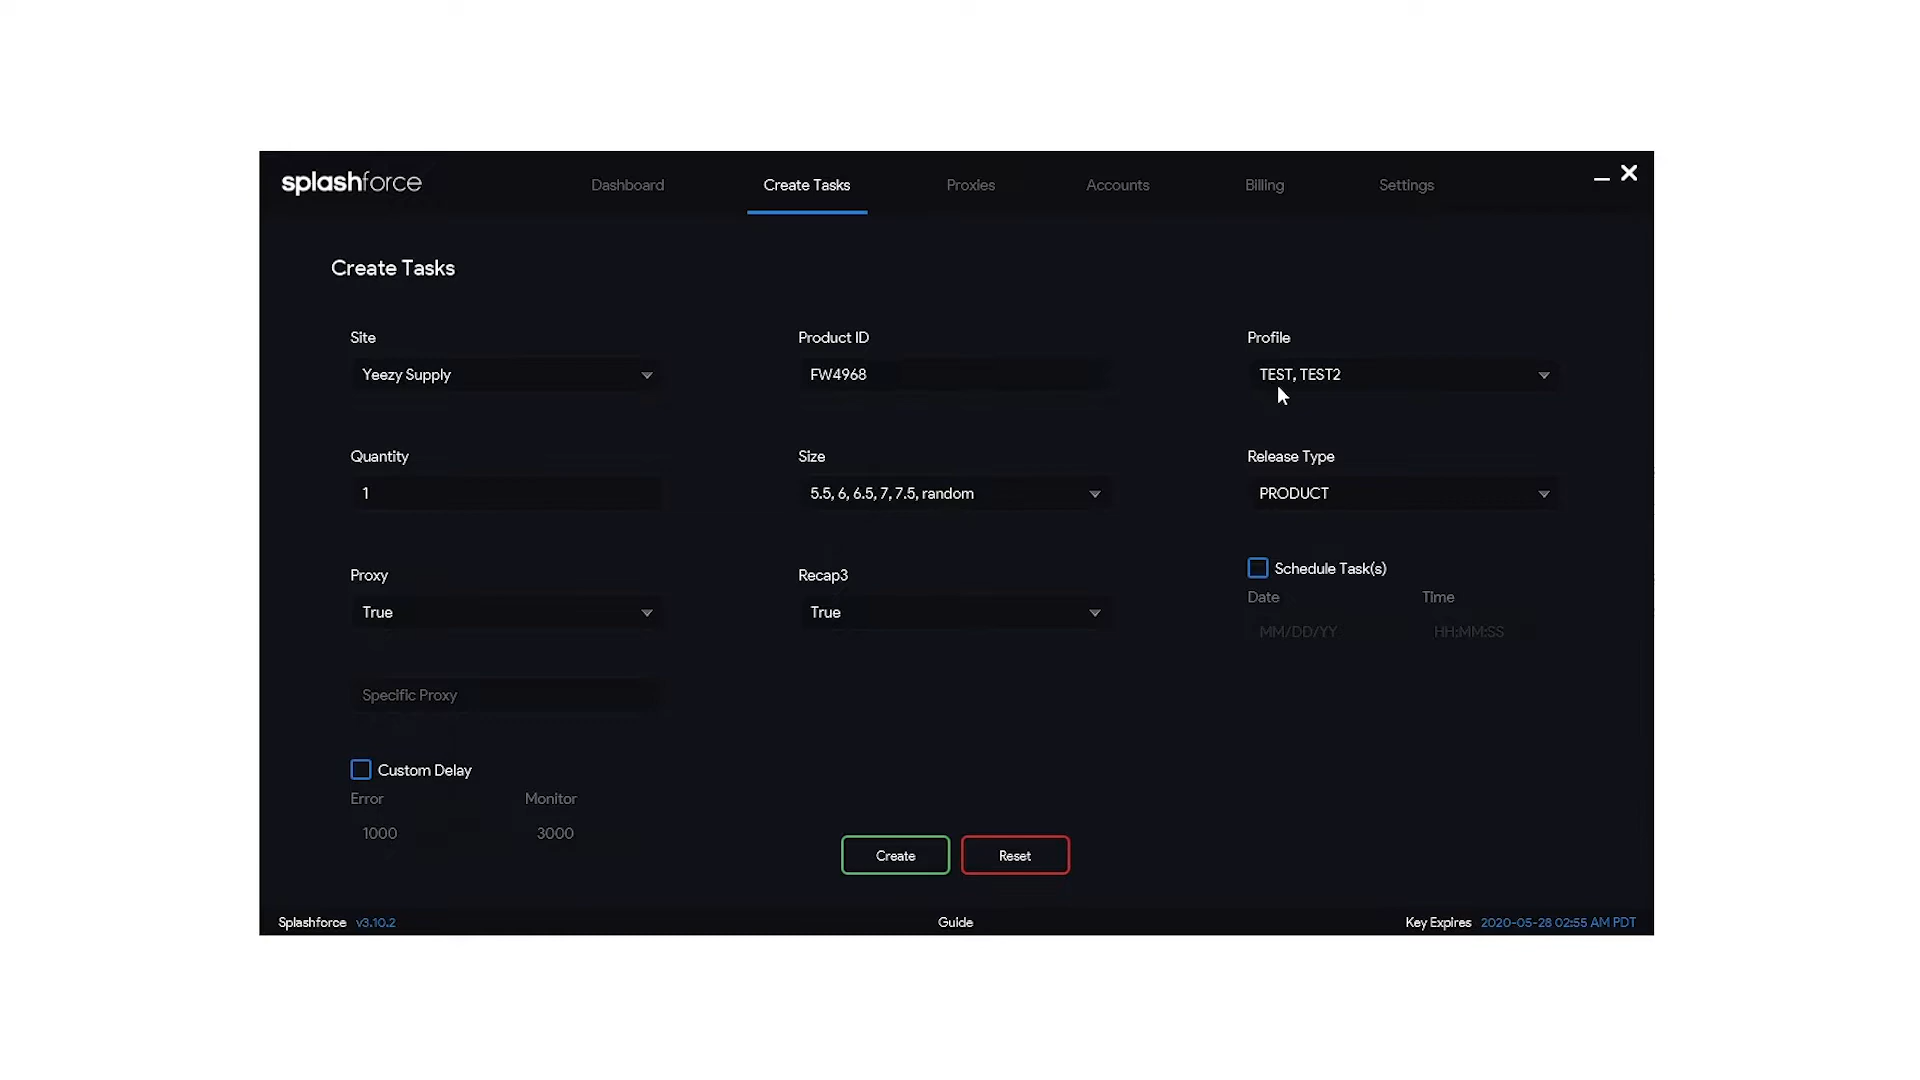 splashforce
Dashboard
Create Tasks
Proxies
Accounts
Billing
Settings
Create Tasks
Site
Product ID
Profile
Yeezy Supply
FW4968
TEST, TEST2
Quantity
Size
Release Type
1
5.5, 6, 6.5, 7, 7.5, random
PRODUCT
Proxy
Recap3
Schedule Task(s)
Date
Time
True
True
MM/DD/YY
HH:MM:SS
Specific Proxy
Custom Delay
Error
Monitor
1000
3000
Create
Reset
Splashforce v3.10.2
Guide
Key Expires 2020-05-28 02:55 AM PDT